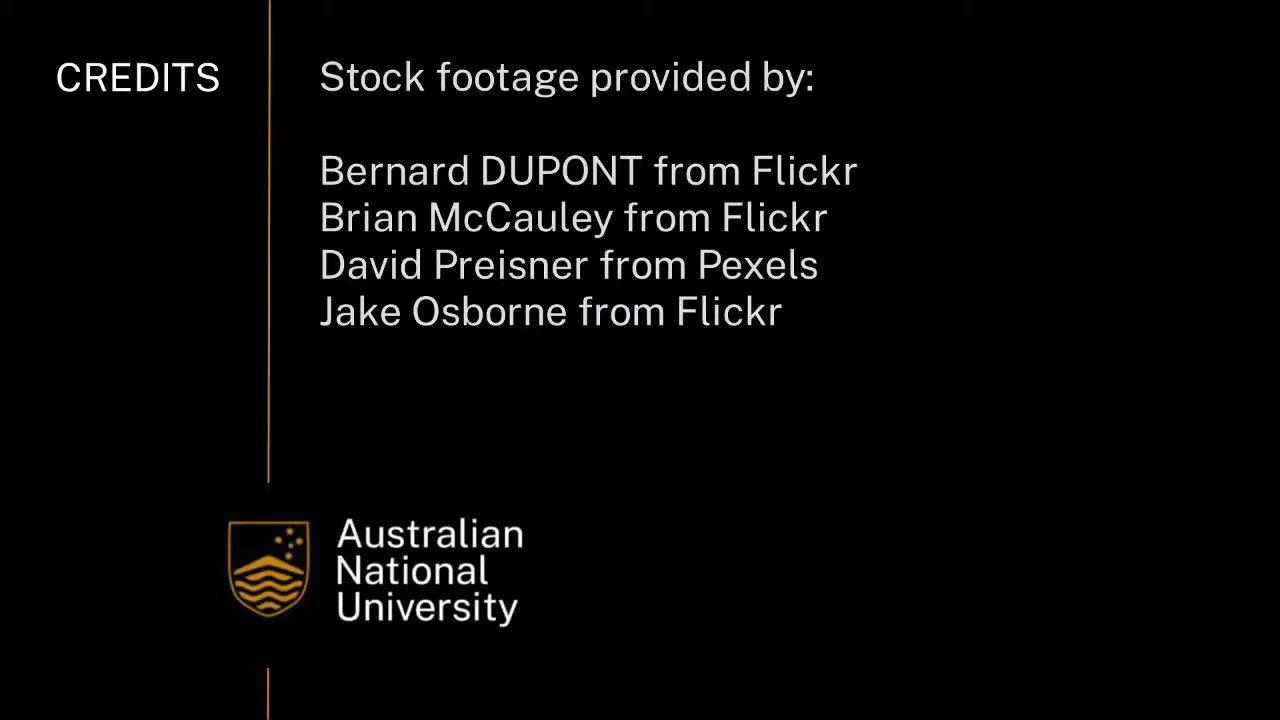 CREDITS
Stock footage provided by:
Bernard DUPONT from Flickr
Brian McCauley from Flickr
David Preisner from Pexels
Jake Osborne from Flickr
Australian
National
University